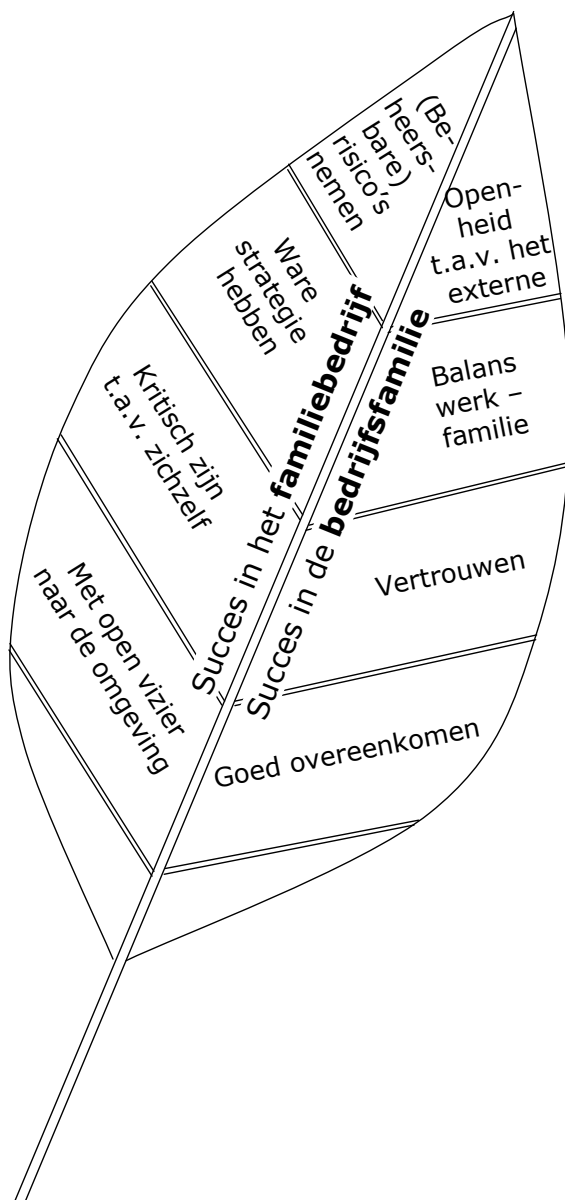 (Be-
heers-
bare)
risico's
nemen
Open-
heid
t.a.v. het
externe
Ware
strategie
hebben
Balans
werk –
familie
Kritisch zijn
t.a.v. zichzelf
Succes in het familiebedrijf
Succes in de bedrijfsfamilie
Vertrouwen
Met open vizier
naar de omgeving
Goed overeenkomen